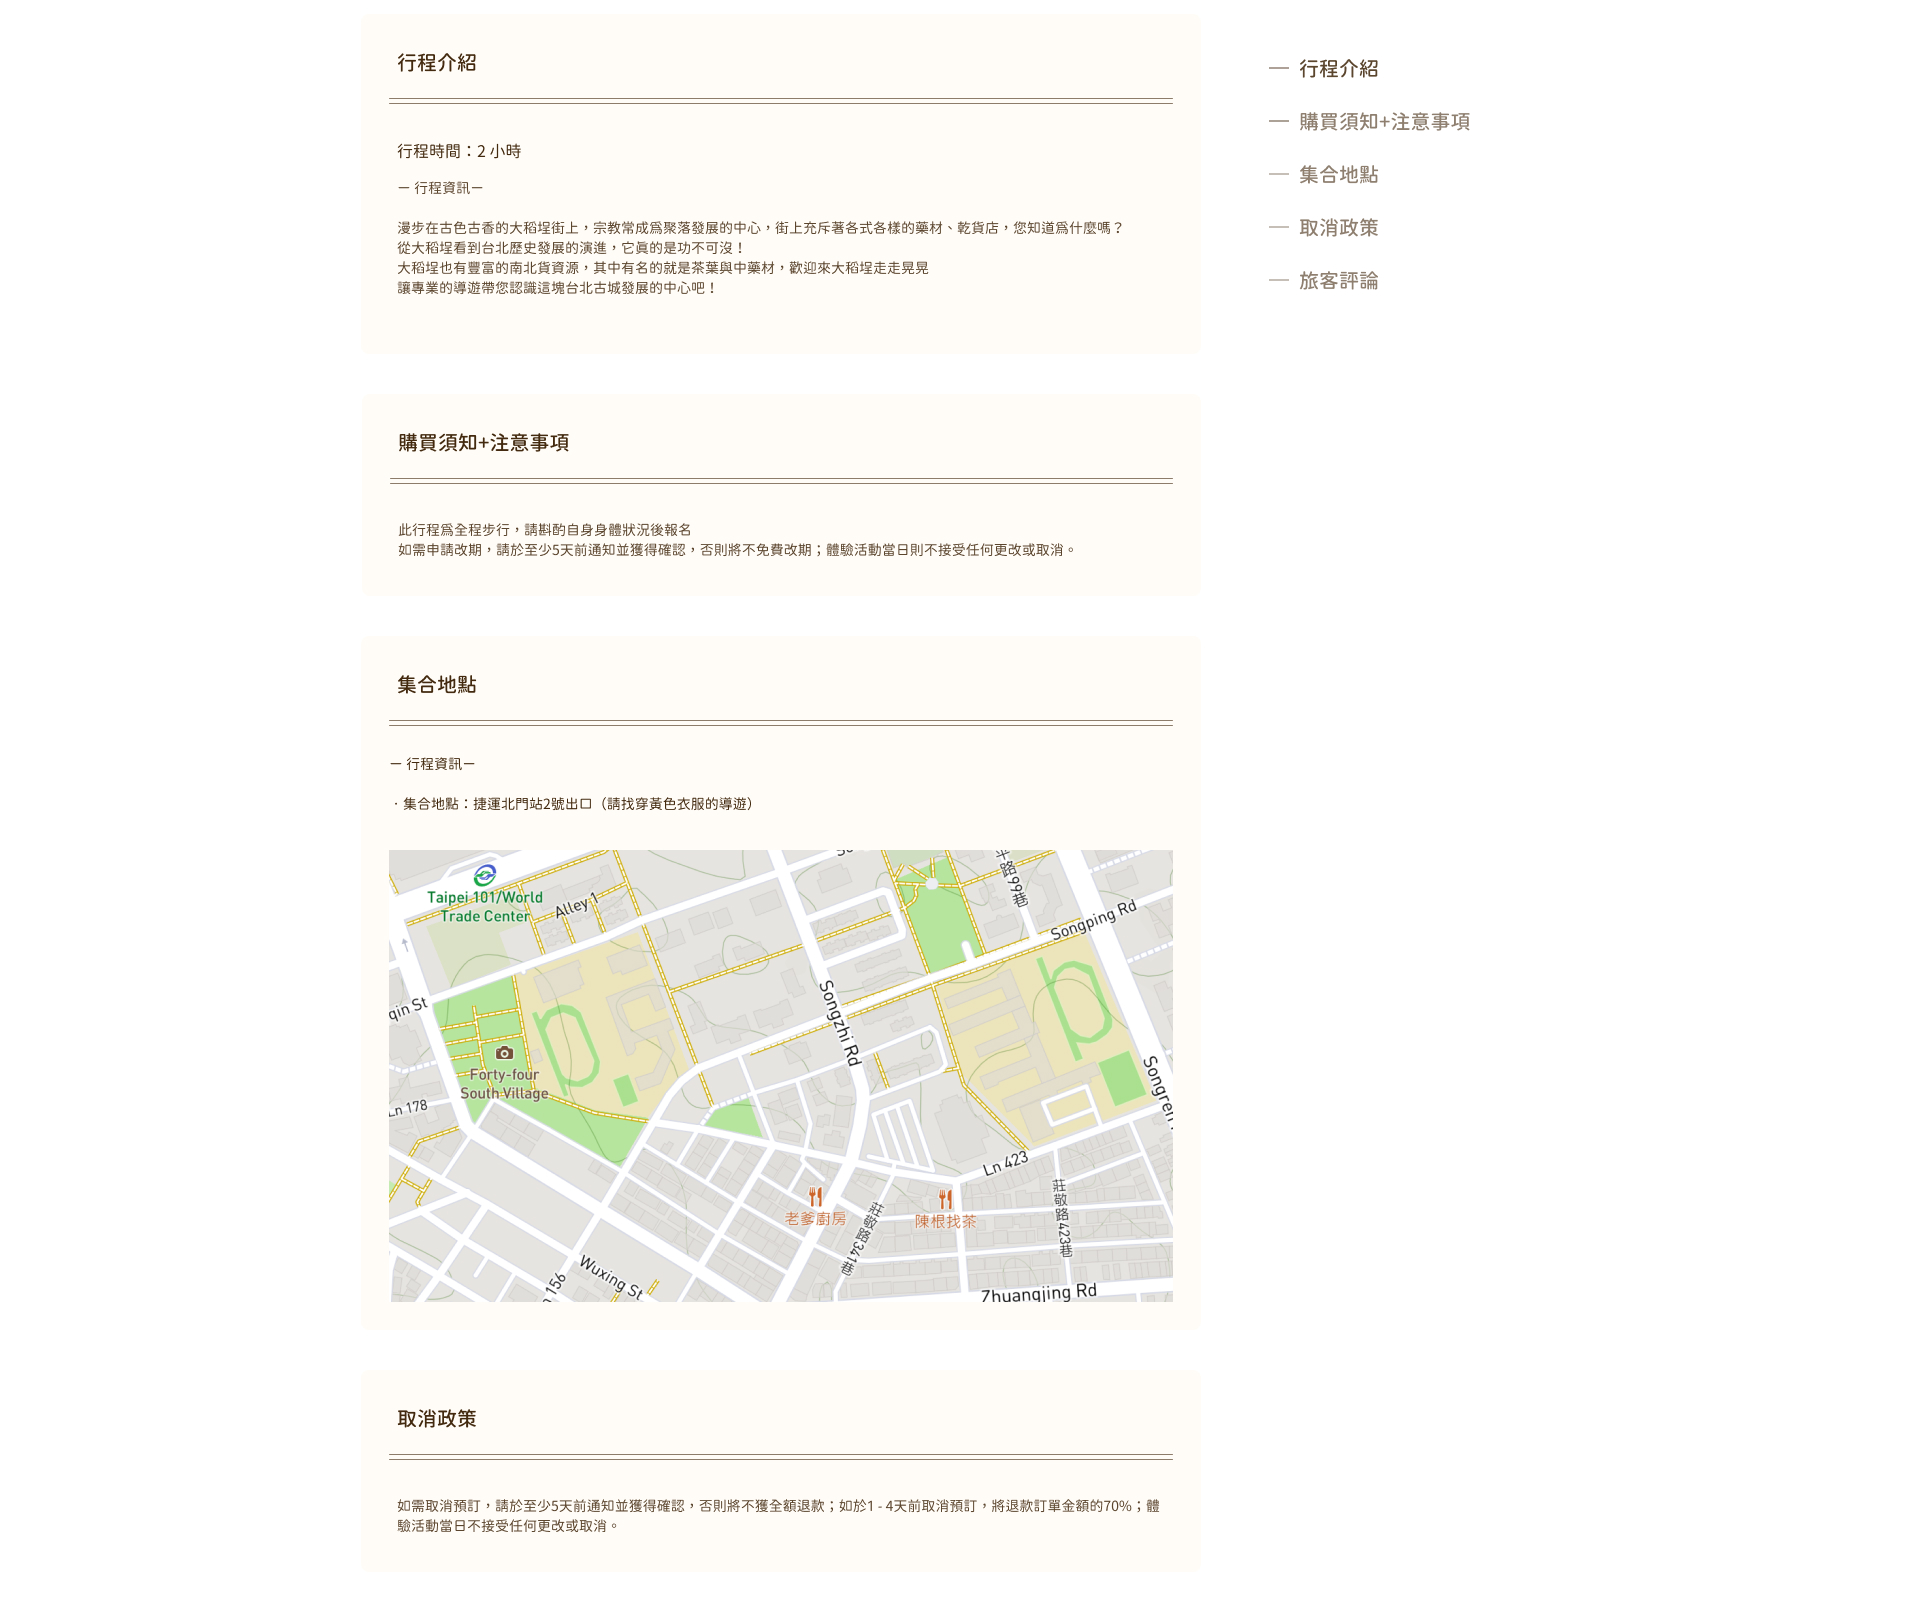 行程介紹
行程時間：2 小時
ー 行程資訊ー
漫步在古色古香的大稻埕街上，宗教常成為聚落發展的中心，街上充斥著各式各樣的藥材、乾貨店，您知道為什麼嗎？
從大稻埕看到台北歷史發展的演進，它真的是功不可沒！
大稻埕也有豐富的南北貨資源，其中有名的就是茶葉與中藥材，歡迎來大稻埕走走晃晃
讓專業的導遊帶您認識這塊台北古城發展的中心吧！
— 行程介紹
— 購買須知+注意事項
— 集合地點
— 取消政策
— 旅客評論
購買須知+注意事項
此行程為全程步行，請斟酌自身身體狀況後報名
如需申請改期，請於至少5天前通知並獲得確認，否則將不免費改期；體驗活動當日則不接受任何更改或取消。
集合地點
ー 行程資訊ー
· 集合地點：捷運北門站2號出口（請找穿黃色衣服的導遊）
Taipei 101/World
Trade Center
Alley 1
平路99巷
Songping Rd
qin St
Songzhi Rd
Forty-four
South Village
Ln 178
Songren
Ln 423
老爹廚房
陳根找茶
莊敬路341巷
莊敬路423巷
Wuxing St
156
Zhuangjing Rd
取消政策
如需取消預訂，請於至少5天前通知並獲得確認，否則將不獲全額退款；如於1 - 4天前取消預訂，將退款訂單金額的70%；體
驗活動當日不接受任何更改或取消。